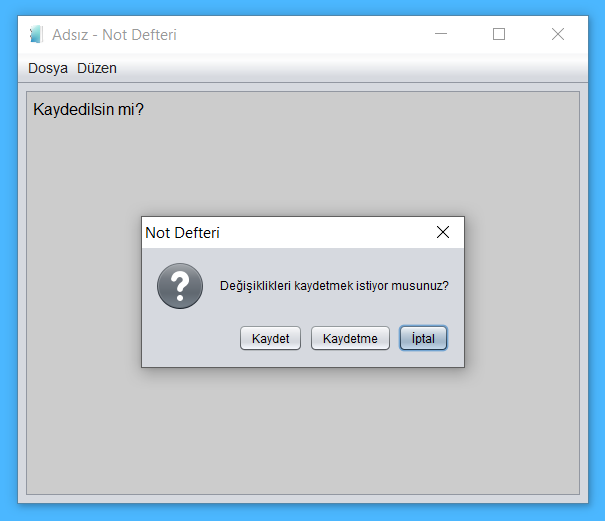 Adsız - Not Defteri
Dosya Düzen
Kaydedilsin mi?
Not Defteri
Değişiklikleri kaydetmek istiyor musunuz?
Kaydet Kaydetme İptal